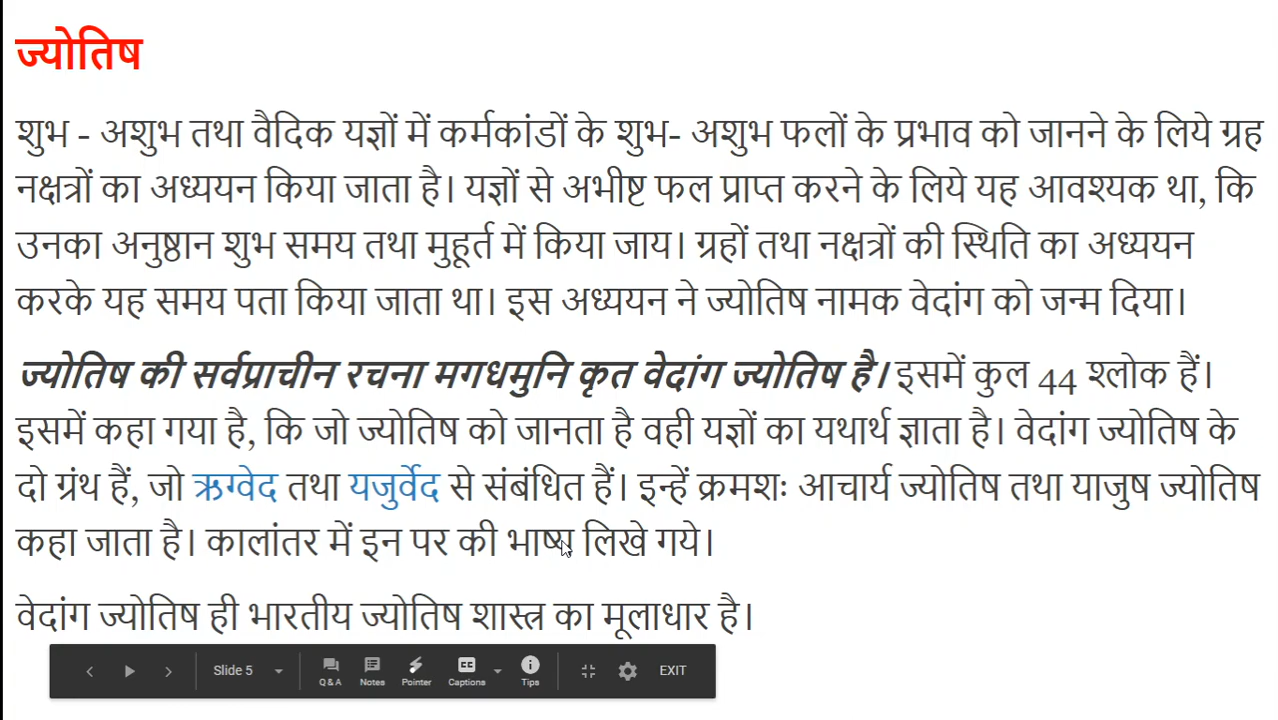 ज्योतिष
शुभ - अशुभ तथा वैदिक यज्ञों में कर्मकांडों के शुभ- अशुभ फलों के प्रभाव को जानने के लिये ग्रह
नक्षत्रों का अध्ययन किया जाता है। यज्ञों से अभीष्ट फल प्राप्त करने के लिये यह आवश्यक था, कि
उनका अनुष्ठान शुभ समय तथा मुहूर्त में किया जाय। ग्रहों तथा नक्षत्रों की स्थिति का अध्ययन
करके यह समय पता किया जाता था। इस अध्ययन ने ज्योतिष नामक वेदांग को जन्म दिया।
ज्योतिष की सर्वप्राचीन रचना मगधमुनि कृत वेदांग ज्योतिष है। इसमें कुल 44 श्लोक हैं।
इसमें कहा गया है, कि जो ज्योतिष को जानता है वही यज्ञों का यथार्थ ज्ञाता है। वेदांग ज्योतिष के
दो ग्रंथ हैं, जो ऋग्वेद तथा यजुर्वेद से संबंधित हैं। इन्हें क्रमशः आचार्य ज्योतिष तथा याजुष ज्योतिष
कहा जाता है। कालांतर में इन पर की भाष्य लिखे गये।
वेदांग ज्योतिष ही भारतीय ज्योतिष शास्त्र का मूलाधार है।
Slide 5 Q & A Notes Pointer Captions Tips EXIT